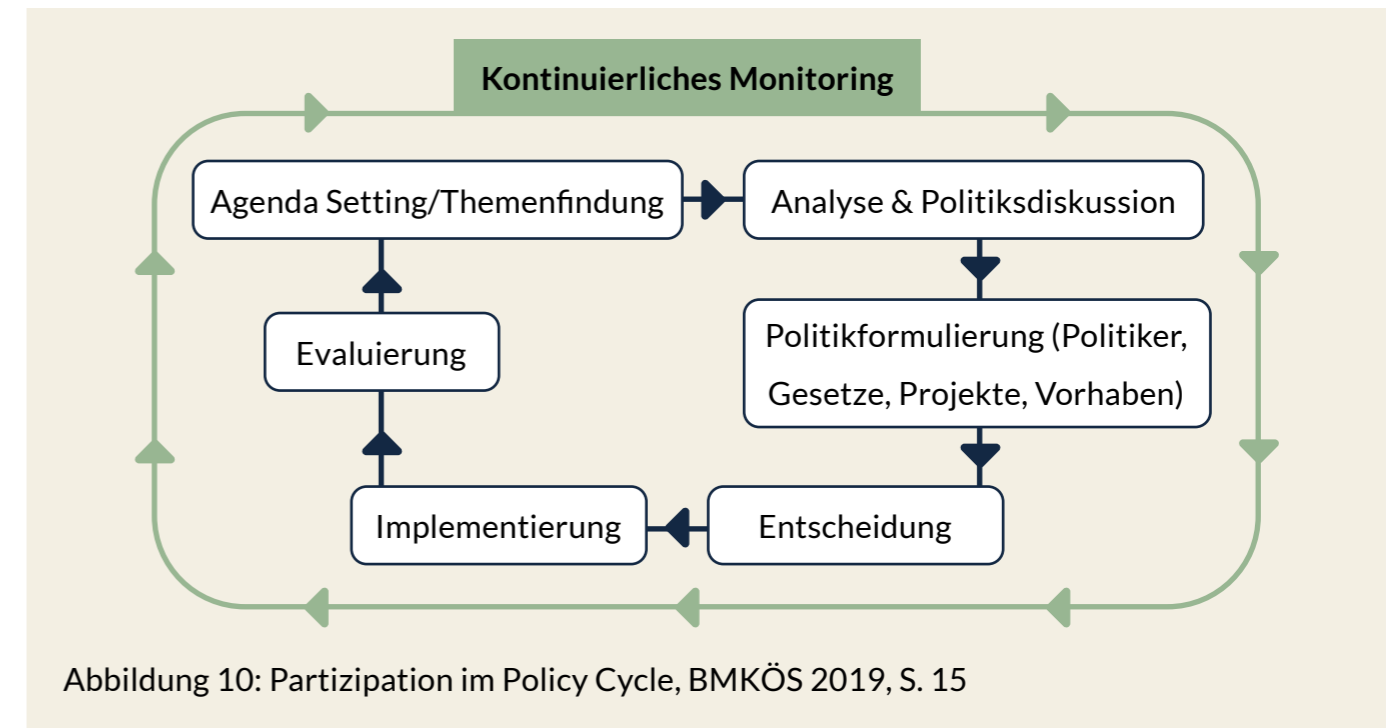 Kontinuierliches Monitoring
Agenda Setting/Themenfindung
Analyse & Politiksdiskussion
Politikformulierung (Politiker,
Gesetze, Projekte, Vorhaben)
Entscheidung
Implementierung
Evaluierung
Abbildung 10: Partizipation im Policy Cycle, BMKÖS 2019, S. 15